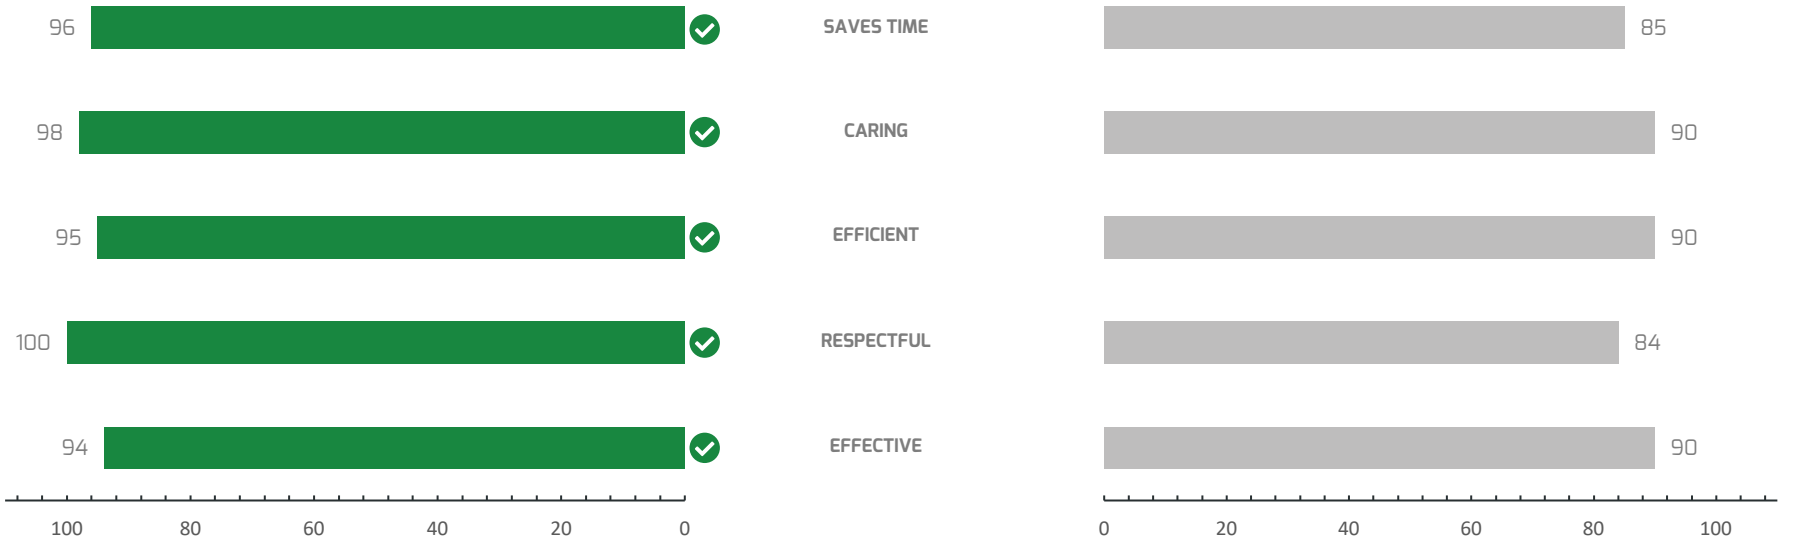 96 SAVES TIME 85
98 CARING 90
95 EFFICIENT 90
100 RESPECTFUL 84
94 EFFECTIVE 90
100 80 60 40 20 0 0 20 40 60 80 100